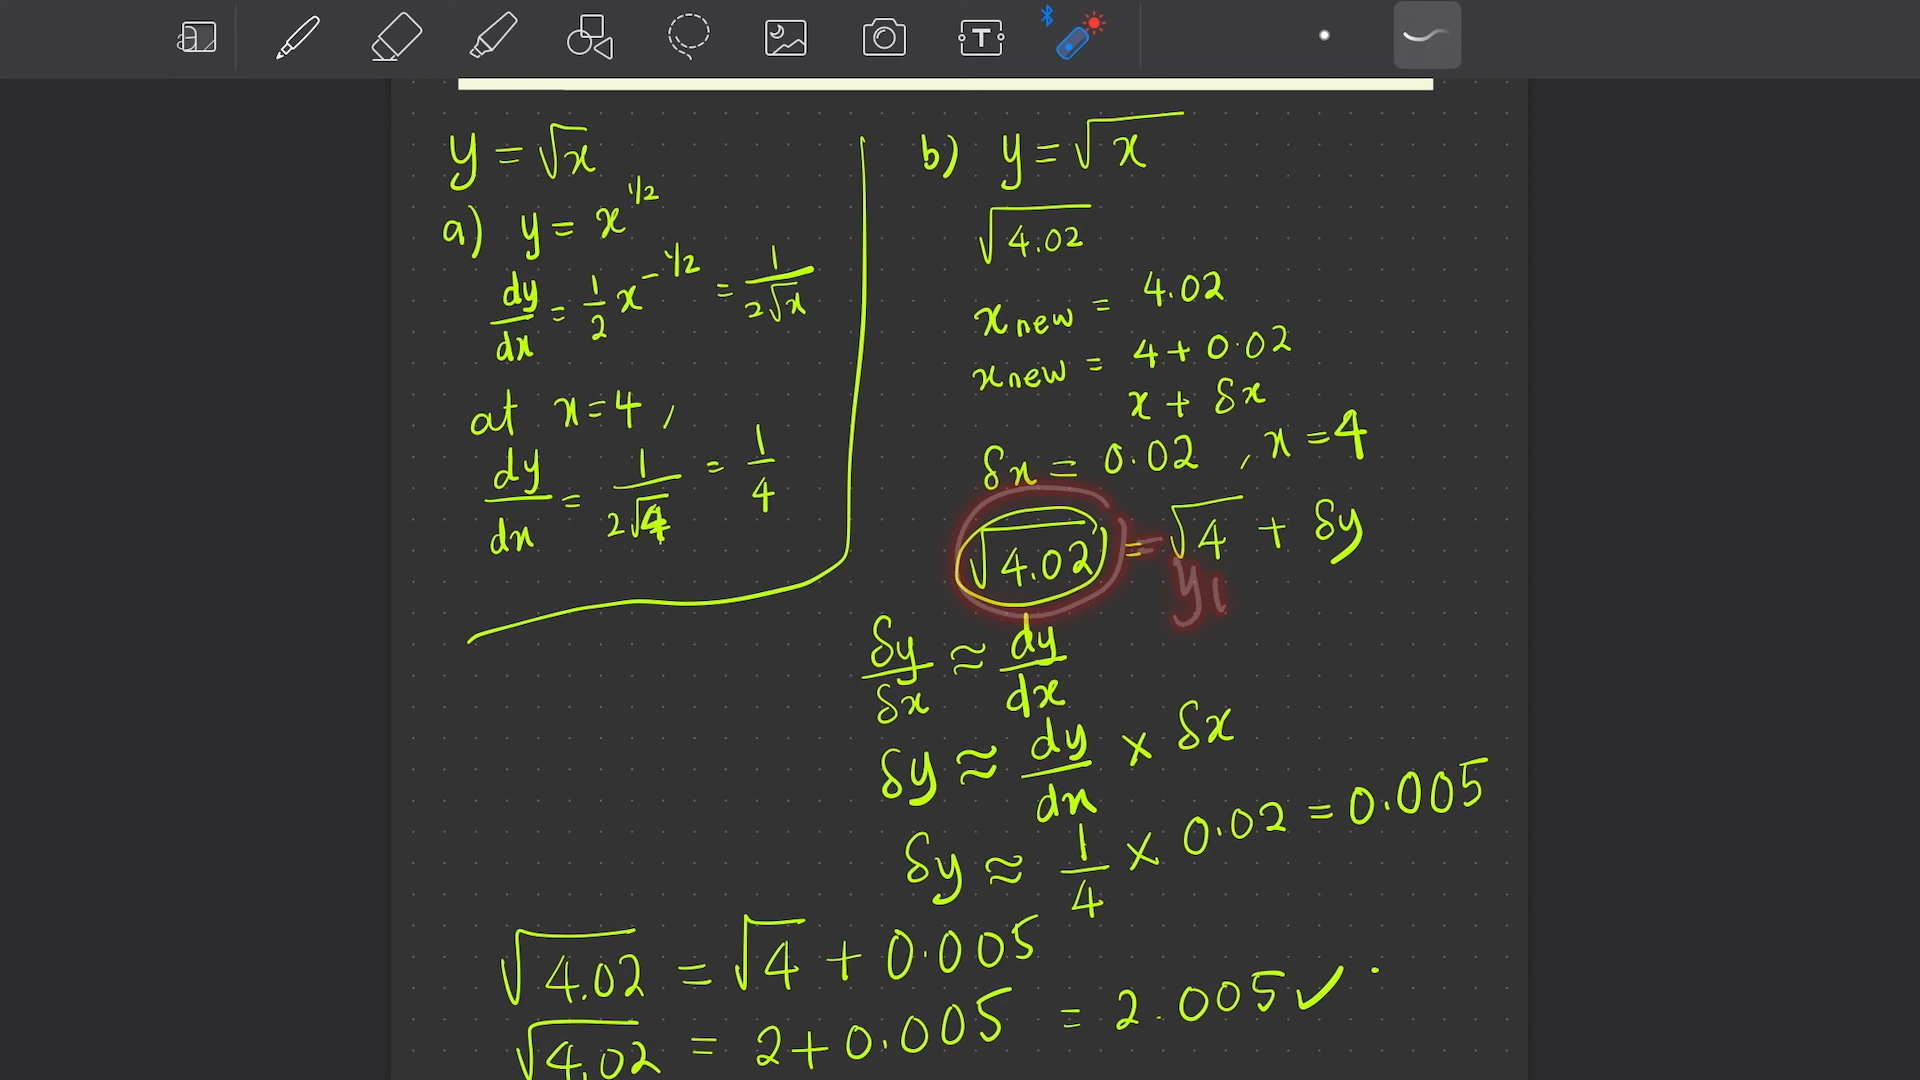 y = √x
a) y = x^1/2
dy/dx = 1/2 x^-1/2 = 1/2√x
at x = 4,
dy/dx = 1/2√4 = 1/4
b) y = √x
√4.02
x new = 4.02
x new = 4 + 0.02
x + δx
δx = 0.02 , x = 4
√4.02 = √4 + δy
y1
δy/δx ≈ dy/dx
δy ≈ dy/dx × δx
δy ≈ 1/4 × 0.02 = 0.005
√4.02 = √4 + 0.005
√4.02 = 2 + 0.005 = 2.005 ✓